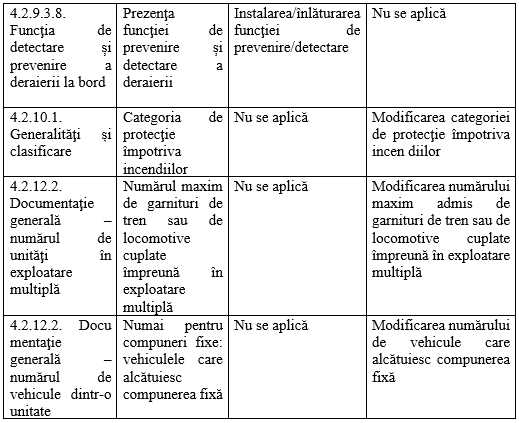 4.2.9.3.8.
Funcția de
detectare și
prevenire a
deraierii la bord
Prezența
funcției de
prevenire și
detectare a
deraierii
Instalarea/înlăturarea
funcției de
prevenire/detectare
Nu se aplică
4.2.10.1.
Generalități și
clasificare
Categoria de
protecție
împotriva
incendiilor
Nu se aplică
Modificarea categoriei
de protecție împotriva
incen diilor
4.2.12.2.
Documentație
generală –
numărul de
unități în
exploatare
multiplă
Numărul maxim
de garnituri de
tren sau de
locomotive
cuplate
împreună în
exploatare
multiplă
Nu se aplică
Modificarea numărului
maxim admis de
garnituri de tren sau de
locomotive cuplate
împreună în exploatare
multiplă
4.2.12.2. Docu
mentație
generală –
numărul de
vehicule dintr-o
unitate
Numai pentru
compuneri fixe:
vehiculele care
alcătuiesc
compunerea fixă
Nu se aplică
Modificarea numărului
de vehicule care
alcătuiesc compunerea
fixă